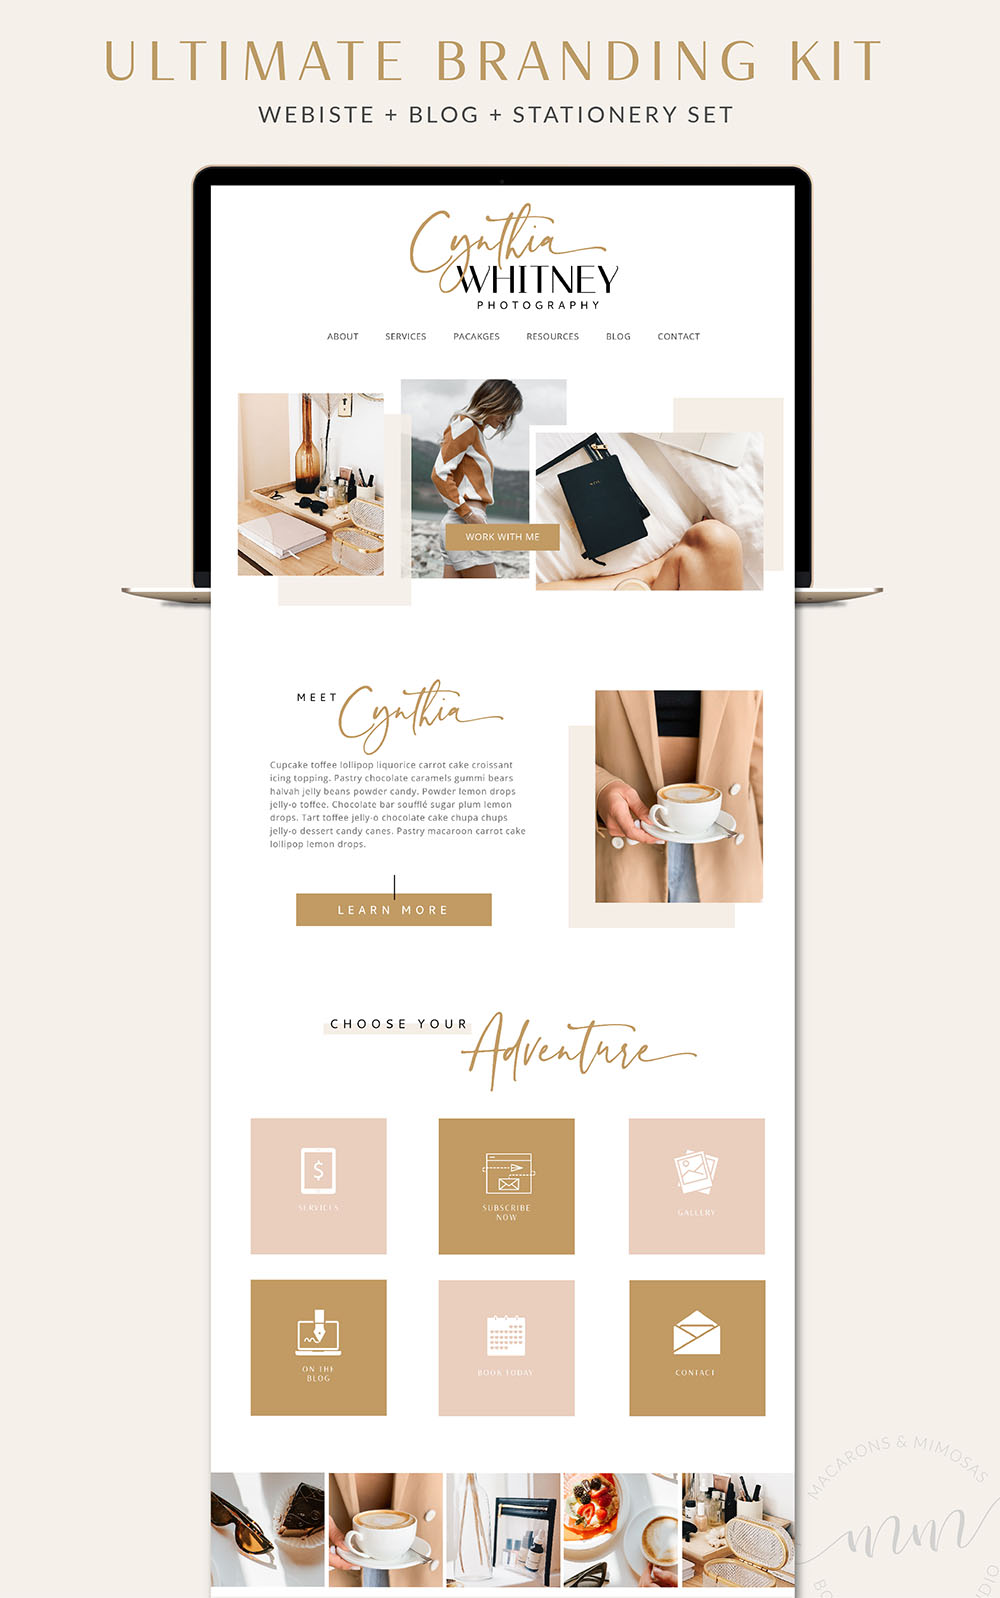 ULTIMATE BRANDING KIT
WEBISTE + BLOG + STATIONERY SET
Cynthia
WHITNEY
PHOTOGRAPHY
ABOUT SERVICES PACAKGES RESOURCES BLOG CONTACT
WORK WITH ME
MEET Cynthia
Cupcake toffee lollipop liquorice carrot cake croissant
icing topping. Pastry chocolate caramels gummi bears
halvah jelly beans powder candy. Powder lemon drops
jelly-o toffee. Chocolate bar soufflé sugar plum lemon
drops. Tart toffee jelly-o chocolate cake chupa chups
jelly-o dessert candy canes. Pastry macaroon carrot cake
lollipop lemon drops.
LEARN MORE
CHOOSE YOUR Adventure
$
SERVICES
SUBSCRIBE
NOW
GALLERY
ON THE
BLOG
BOOK TODAY
CONTACT
MACARONS & MIMOSAS
mm